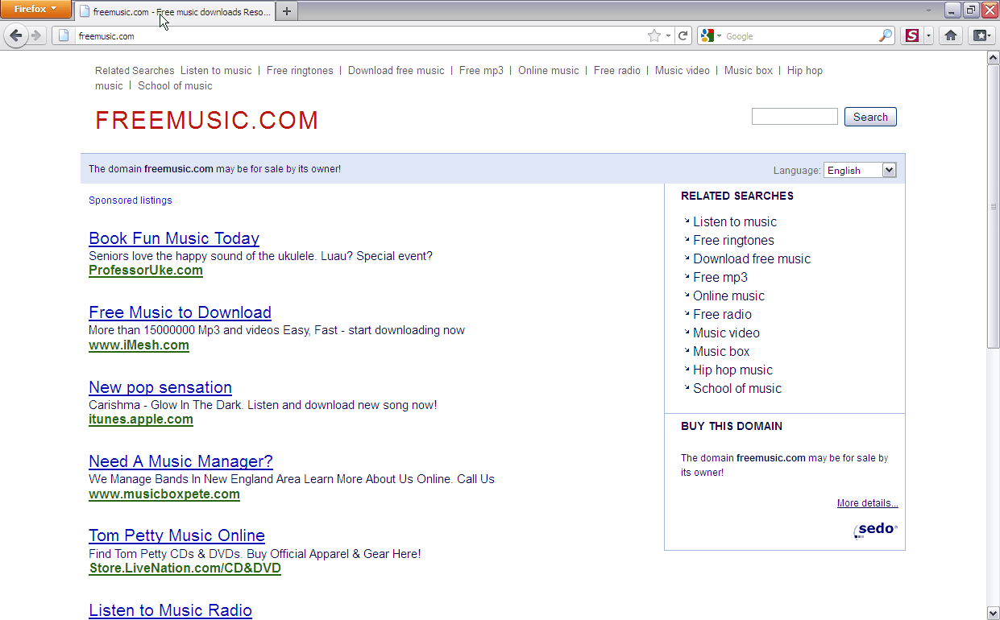 Firefox
freemusic.com - Free music downloads Reso...
freemusic.com
Google
S
Related Searches Listen to music | Free ringtones | Download free music | Free mp3 | Online music | Free radio | Music video | Music box | Hip hop
music | School of music
FREEMUSIC.COM
Search
The domain freemusic.com may be for sale by its owner!
Language: English
Sponsored listings
Book Fun Music Today
Seniors love the happy sound of the ukulele. Luau? Special event?
ProfessorUke.com
Free Music to Download
More than 15000000 Mp3 and videos Easy, Fast - start downloading now
www.iMesh.com
New pop sensation
Carishma - Glow In The Dark. Listen and download new song now!
itunes.apple.com
Need A Music Manager?
We Manage Bands In New England Area Learn More About Us Online. Call Us
www.musicboxpete.com
Tom Petty Music Online
Find Tom Petty CDs & DVDs. Buy Official Apparel & Gear Here!
Store.LiveNation.com/CD&DVD
Listen to Music Radio
RELATED SEARCHES
Listen to music
Free ringtones
Download free music
Free mp3
Online music
Free radio
Music video
Music box
Hip hop music
School of music
BUY THIS DOMAIN
The domain freemusic.com may be for sale by
its owner!
More details...
sedo